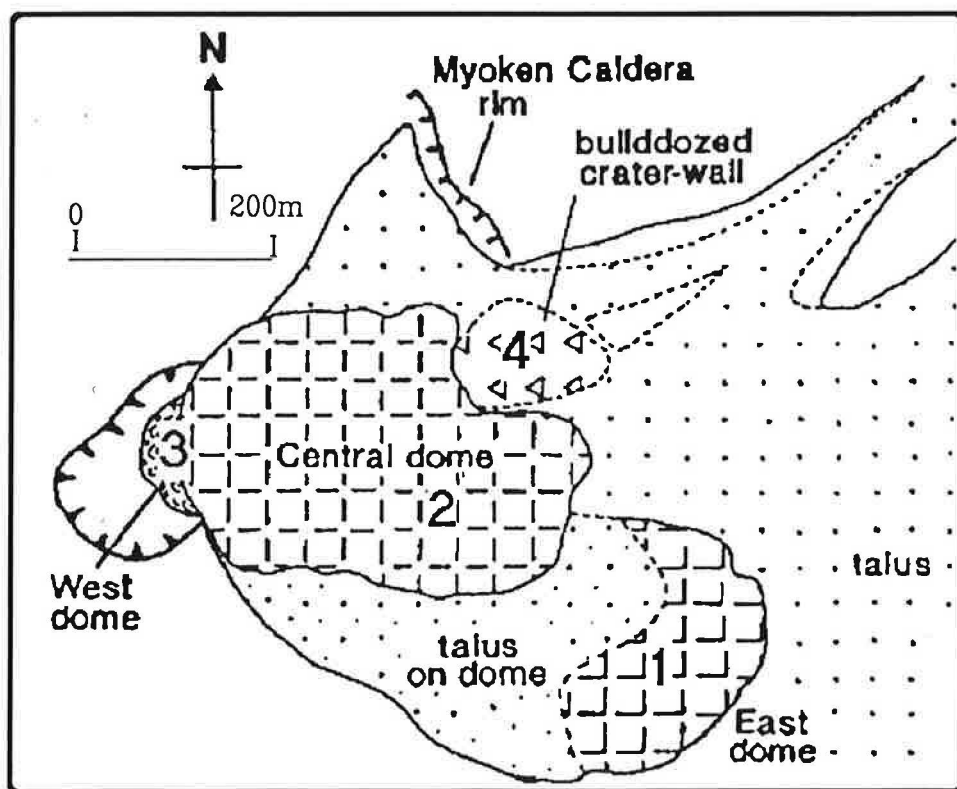 N
Myoken Caldera
rim
bullddozed
crater-wall
0
200m
4
3
Central dome
2
West
dome
talus
talus
on dome
1
East
dome